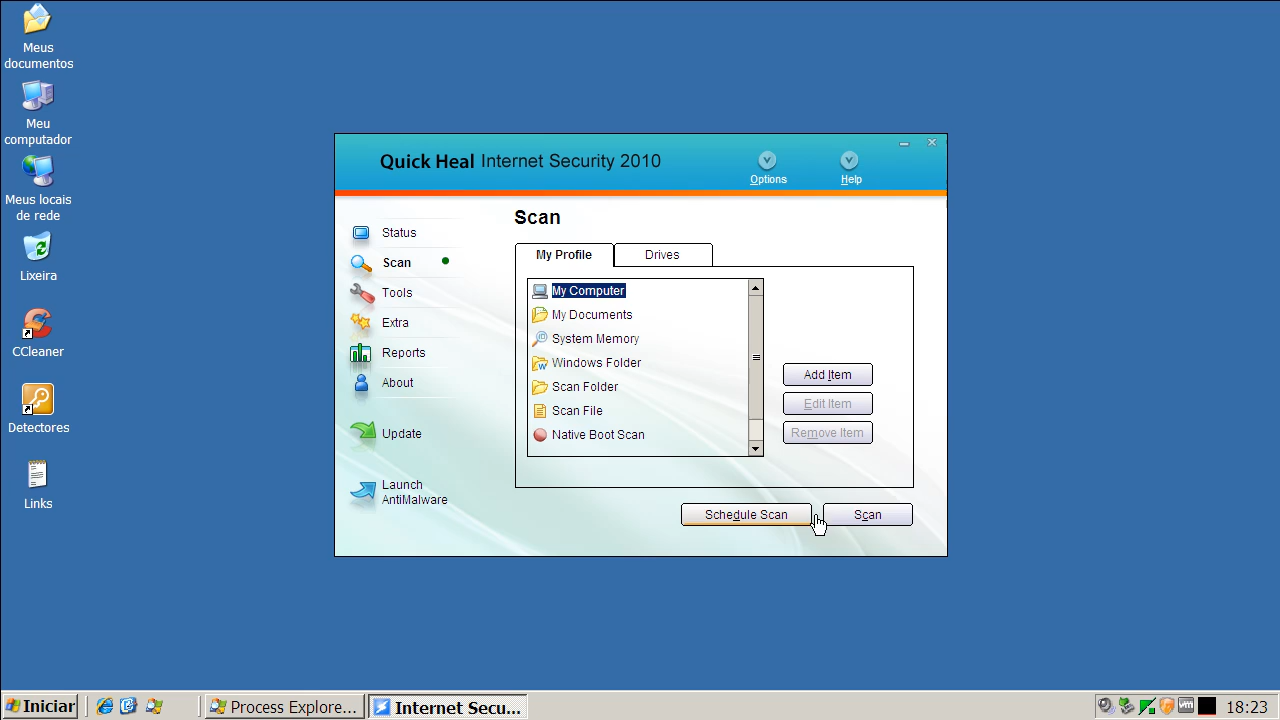 Meus
documentos
Meu
computador
Meus locais
de rede
Lixeira
CCleaner
Detectores
Links
Quick Heal Internet Security 2010
Options
Help
Status
Scan
Tools
Extra
Reports
About
Update
Launch
AntiMalware
Scan
My Profile
Drives
My Computer
My Documents
System Memory
Windows Folder
Scan Folder
Scan File
Native Boot Scan
Add Item
Edit Item
Remove Item
Schedule Scan
Scan
Iniciar
Process Explore...
Internet Secu...
18:23